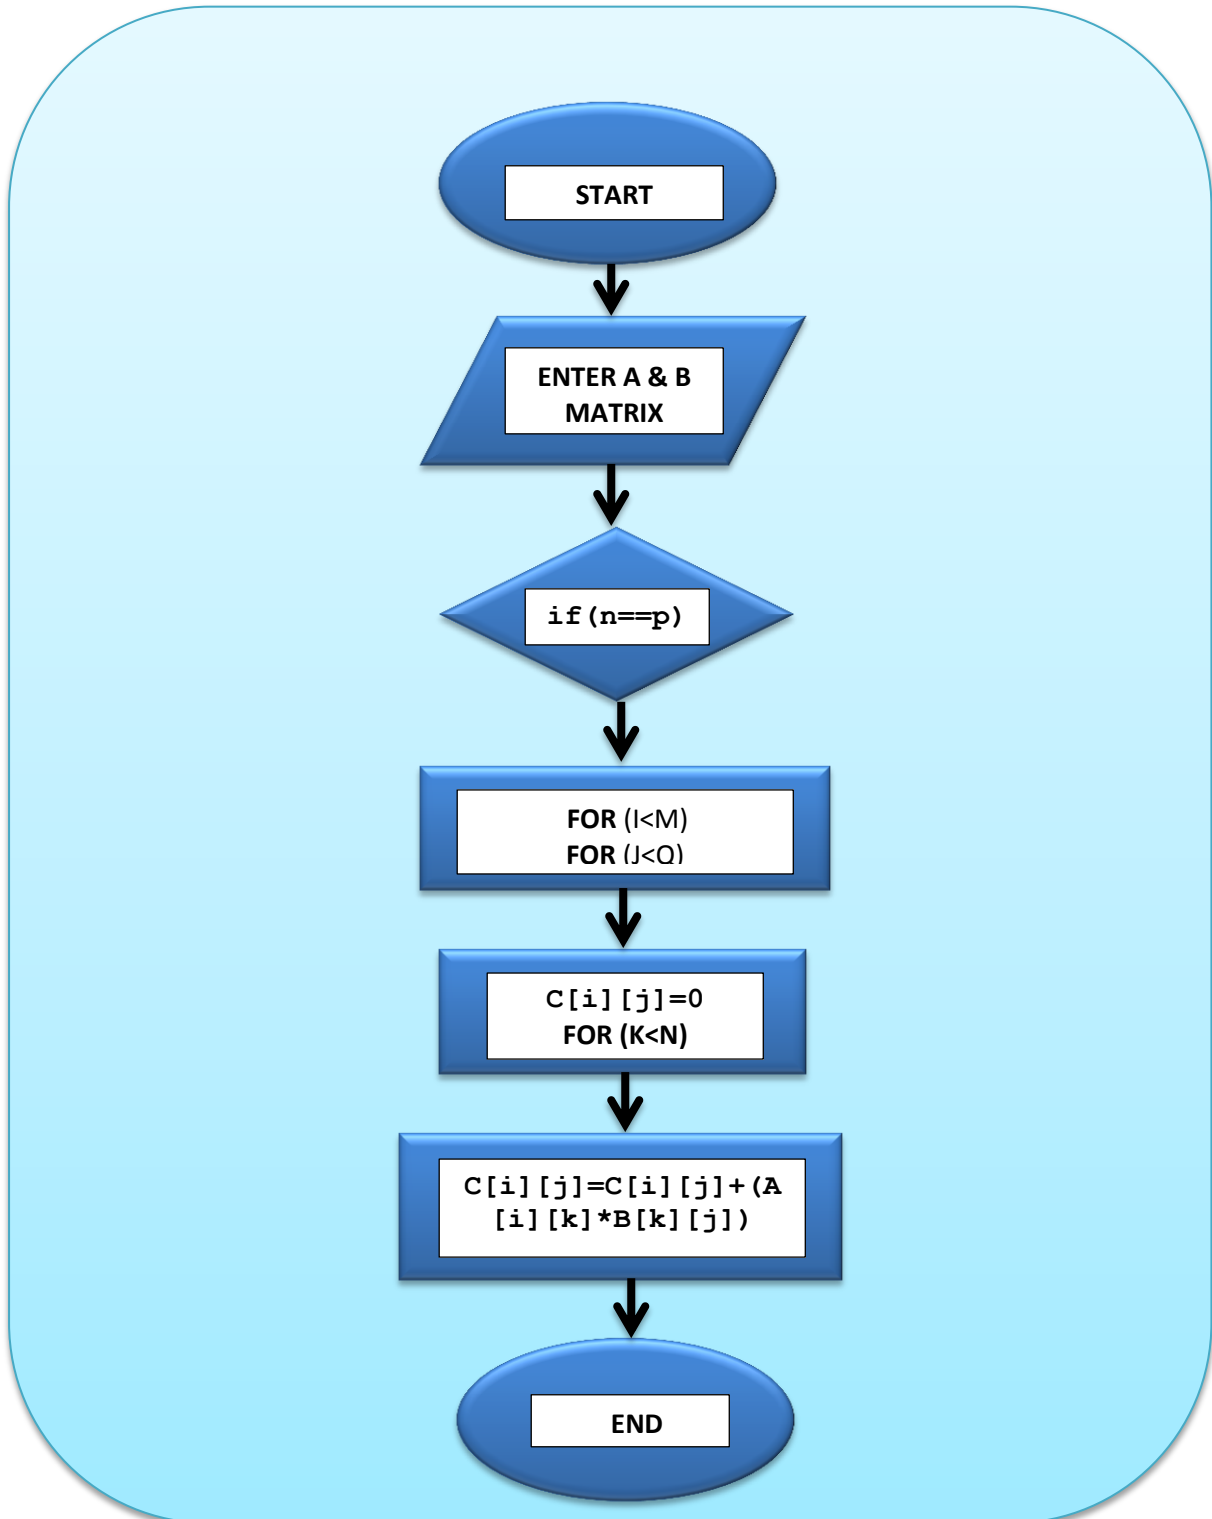 START
ENTER A & B
MATRIX
if(n==p)
FOR (I<M)
FOR (J<Q)
C[i][j]=0
FOR (K<N)
C[i][j]=C[i][j]+(A
[i][k]*B[k][j])
END